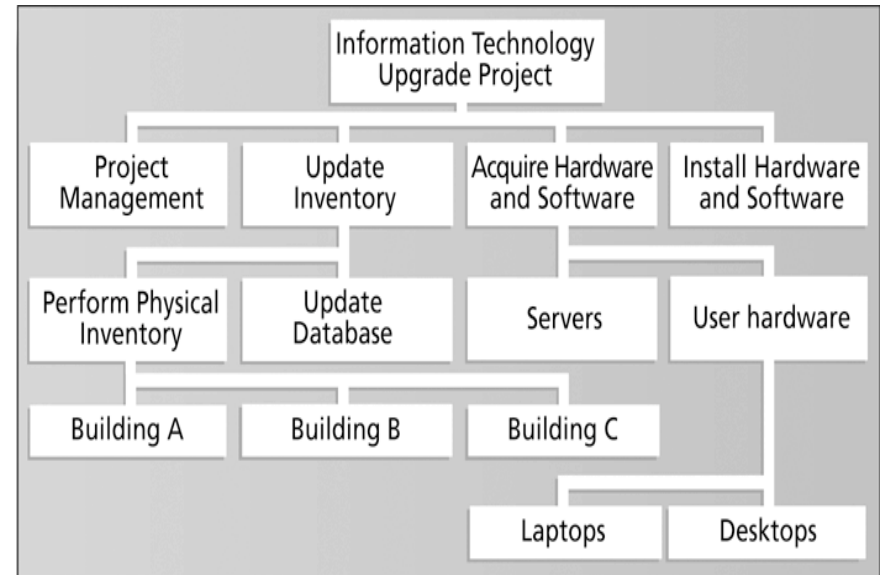 Information Technology
Upgrade Project
Project
Management
Update
Inventory
Acquire Hardware
and Software
Install Hardware
and Software
Perform Physical
Inventory
Update
Database
Servers
User hardware
Building A
Building B
Building C
Laptops
Desktops